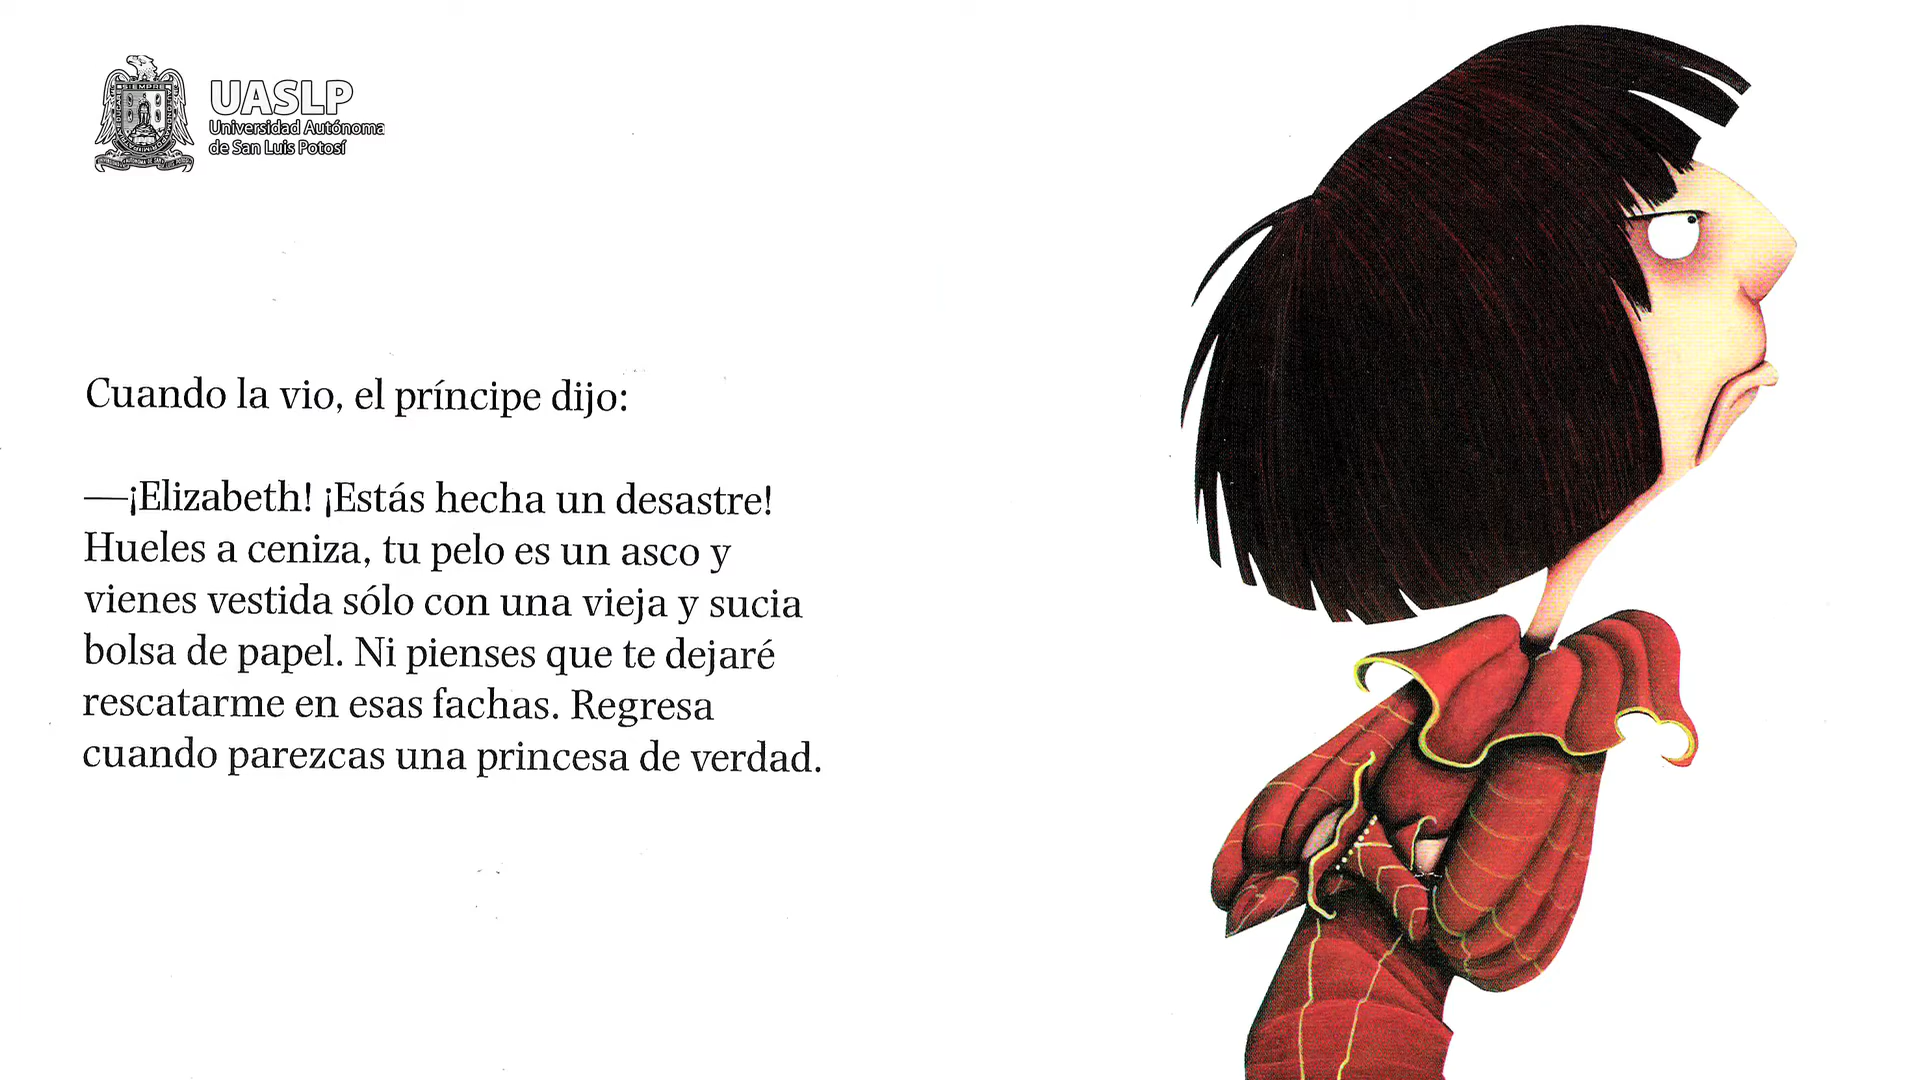 UASLP
Universidad Autónoma
de San Luis Potosí
Cuando la vio, el príncipe dijo:
—¡Elizabeth! ¡Estás hecha un desastre!
Hueles a ceniza, tu pelo es un asco y
vienes vestida sólo con una vieja y sucia
bolsa de papel. Ni pienses que te dejaré
rescatarme en esas fachas. Regresa
cuando parezcas una princesa de verdad.